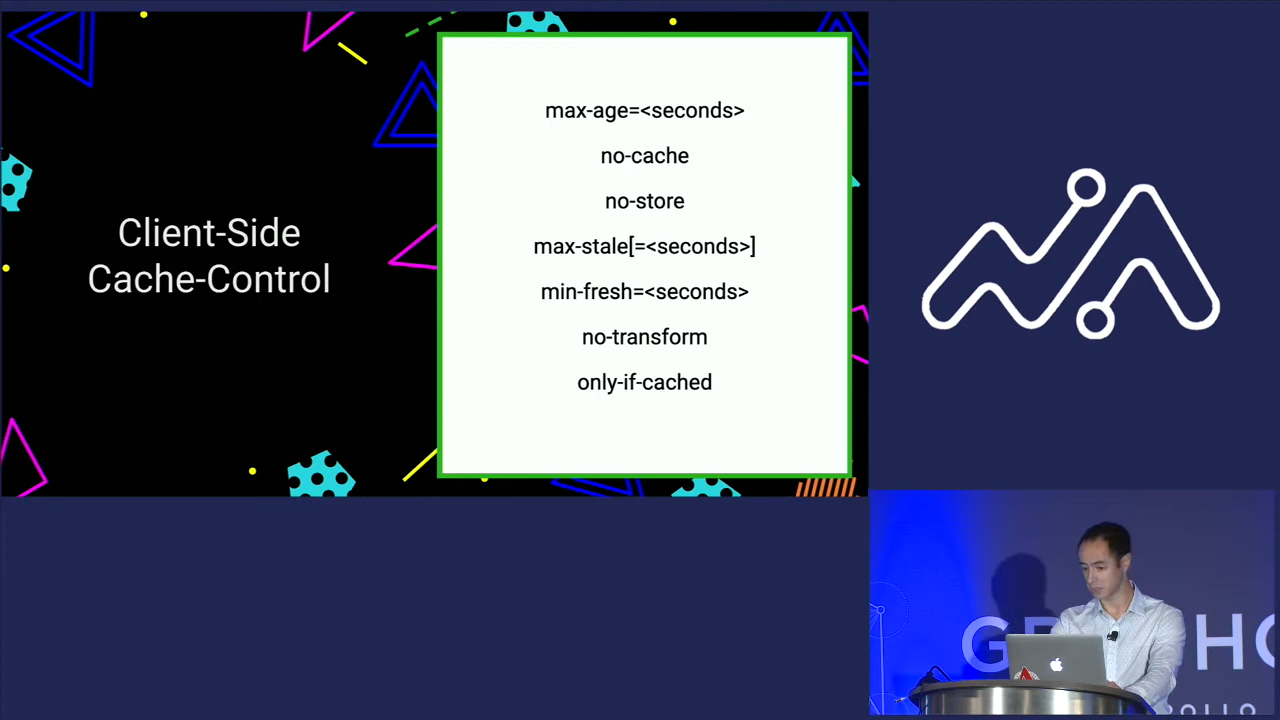 Client-Side
Cache-Control
max-age=<seconds>
no-cache
no-store
max-stale[=<seconds>]
min-fresh=<seconds>
no-transform
only-if-cached